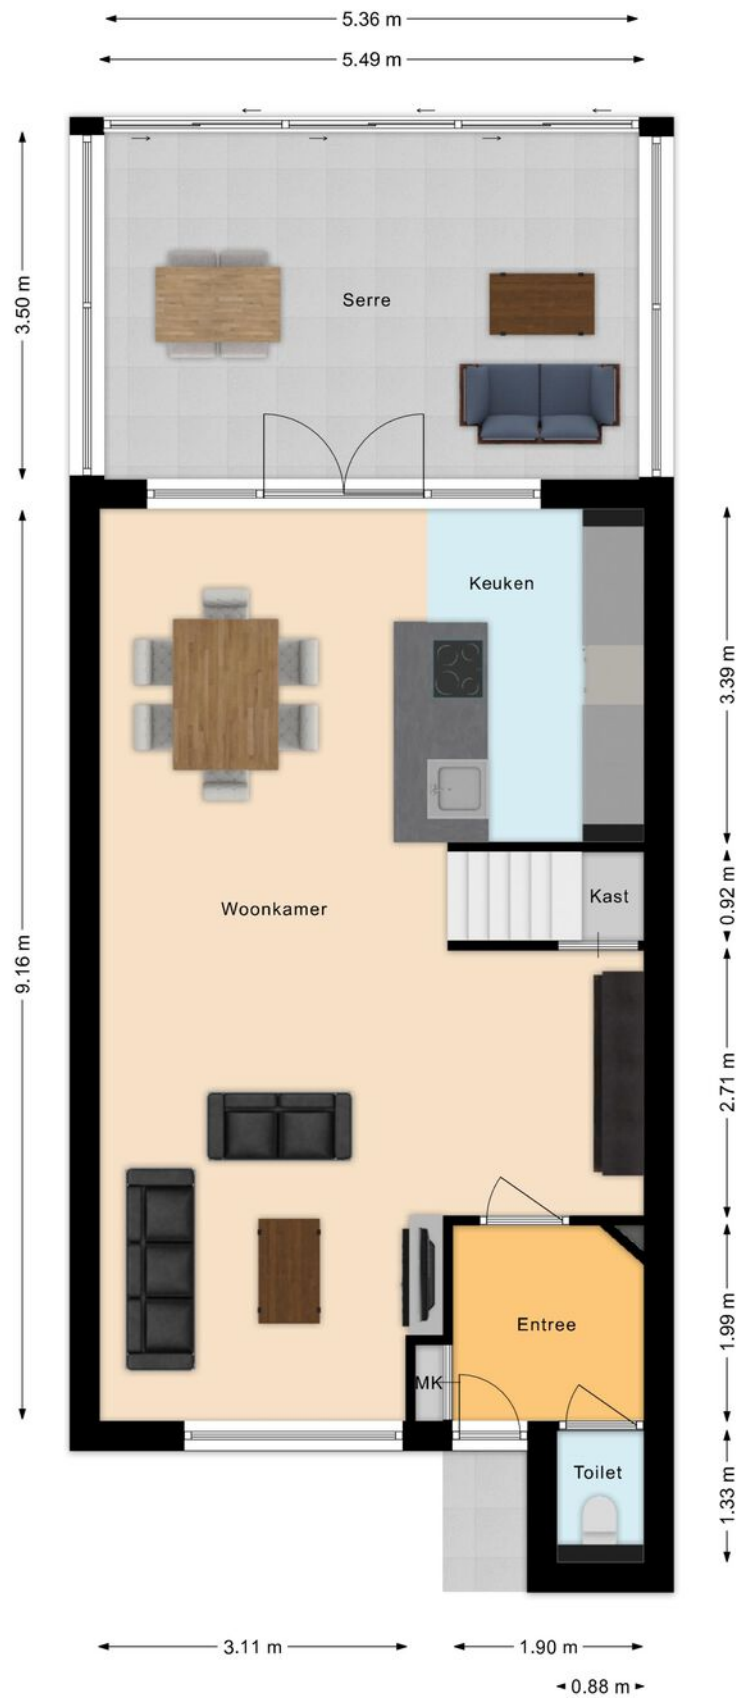 5.36 m
5.49 m
3.50 m
Serre
Keuken
3.39 m
Kast
0.92 m
Woonkamer
9.16 m
2.71 m
Entree
1.99 m
MK
Toilet
1.33 m
3.11 m
1.90 m
0.88 m